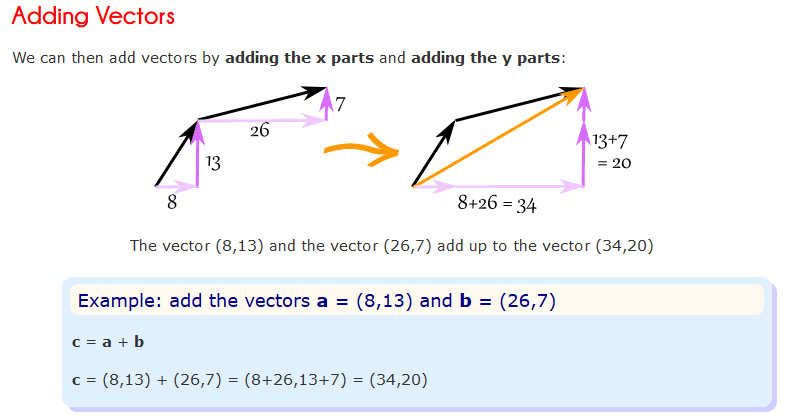 Adding Vectors
We can then add vectors by adding the x parts and adding the y parts:
7
26
13
8
13+7
= 20
8+26 = 34
The vector (8,13) and the vector (26,7) add up to the vector (34,20)
Example: add the vectors a = (8,13) and b = (26,7)
c = a + b
c = (8,13) + (26,7) = (8+26,13+7) = (34,20)